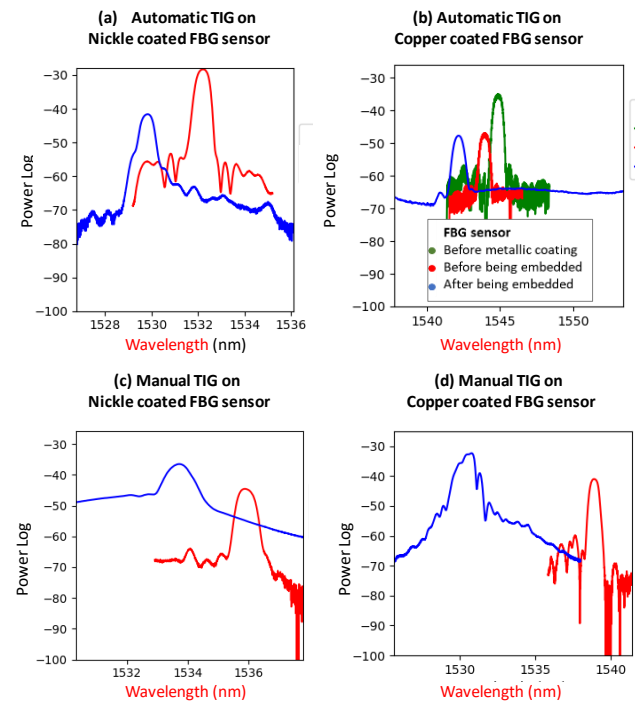 (a) Automatic TIG on
Nickle coated FBG sensor
−30
−40
−50
−60
−70
−80
−90
−100
Power Log
1528
1530
1532
1534
1536
Wavelength (nm)
(b) Automatic TIG on
Copper coated FBG sensor
−30
−40
−50
−60
−70
−80
−90
−100
Power Log
FBG sensor
Before metallic coating
Before being embedded
After being embedded
1540
1545
1550
Wavelength (nm)
(c) Manual TIG on
Nickle coated FBG sensor
−30
−40
−50
−60
−70
−80
−90
−100
Power Log
1532
1534
1536
Wavelength (nm)
(d) Manual TIG on
Copper coated FBG sensor
−30
−40
−50
−60
−70
−80
−90
−100
Power Log
1530
1535
1540
Wavelength (nm)